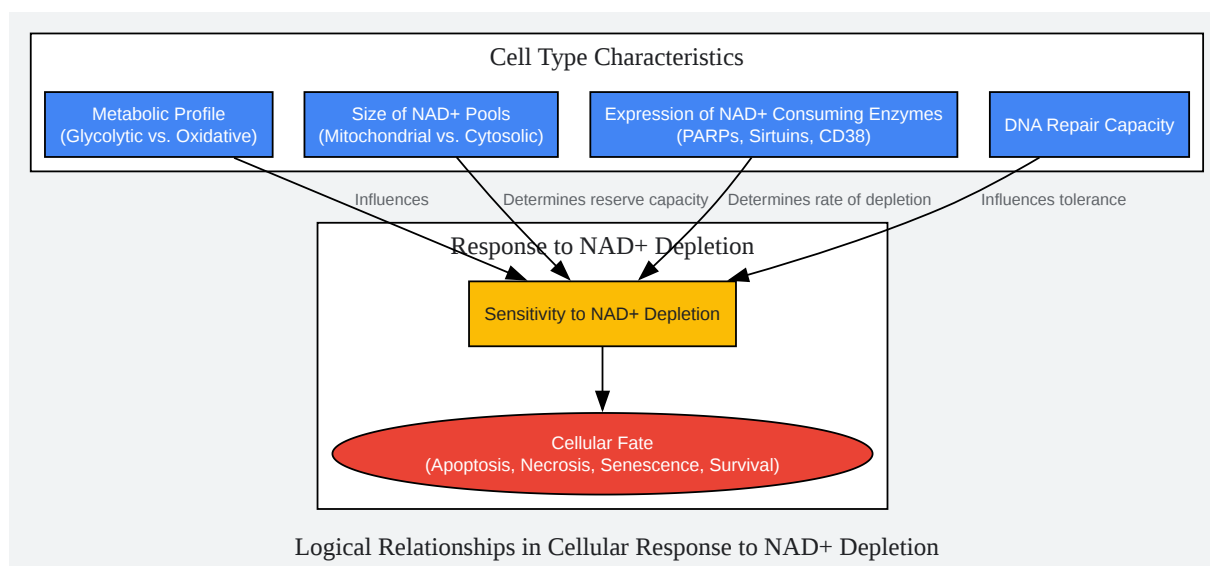 Cell Type Characteristics
Metabolic Profile
(Glycolytic vs. Oxidative)
Size of NAD+ Pools
(Mitochondrial vs. Cytosolic)
Expression of NAD+ Consuming Enzymes
(PARPs, Sirtuins, CD38)
DNA Repair Capacity
Influences
Determines reserve capacity
Determines rate of depletion
Influences tolerance
Response to NAD+ Depletion
Sensitivity to NAD+ Depletion
Cellular Fate
(Apoptosis, Necrosis, Senescence, Survival)
Logical Relationships in Cellular Response to NAD+ Depletion